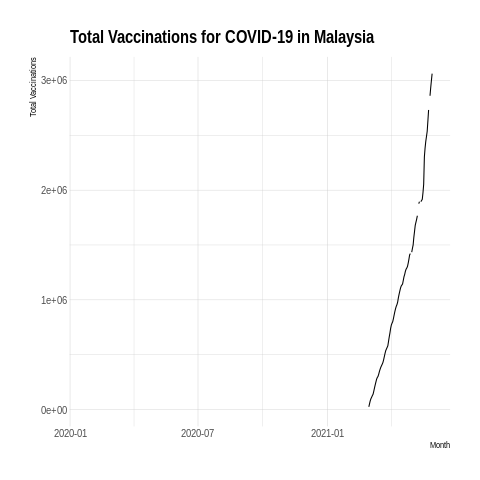 Total Vaccinations for COVID-19 in Malaysia
Total Vaccinations
3e+06
2e+06
1e+06
0e+00
2020-01 2020-07 2021-01
Month